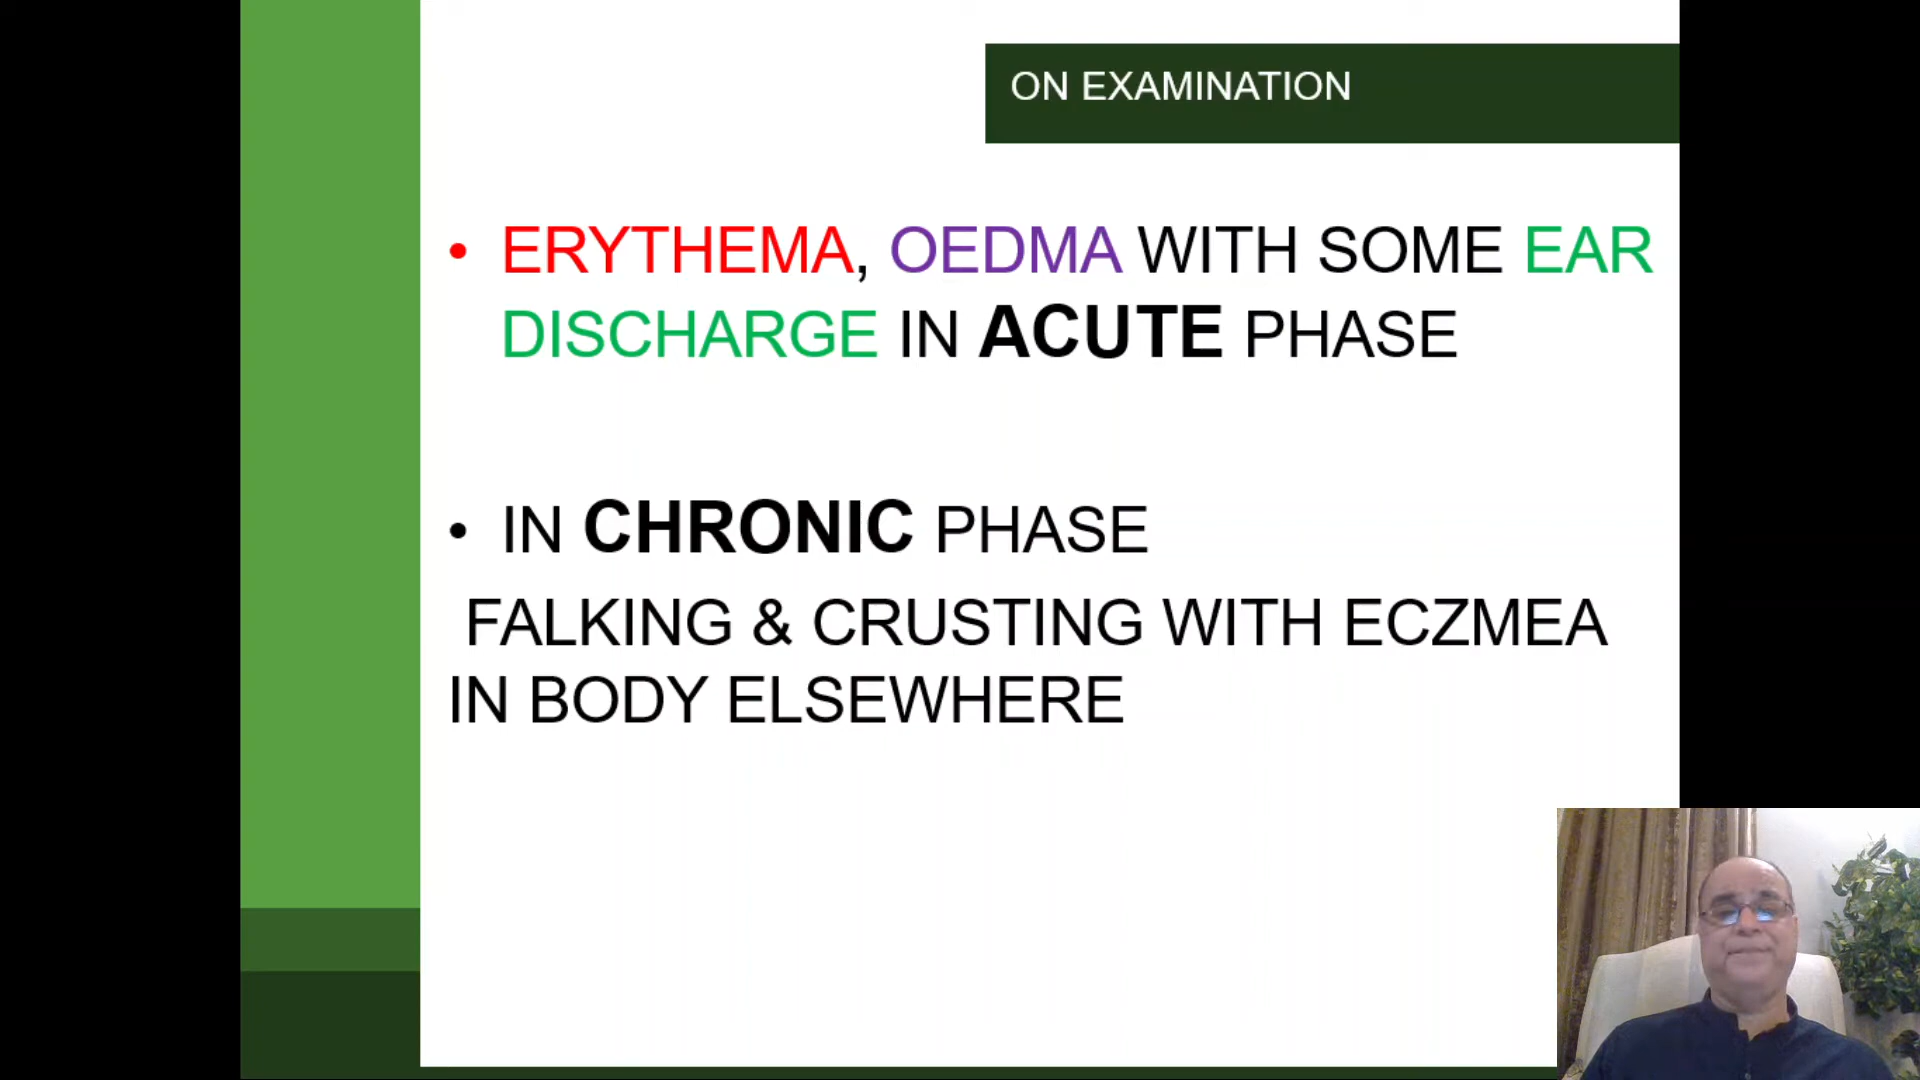 ON EXAMINATION
• ERYTHEMA, OEDMA WITH SOME EAR
DISCHARGE IN ACUTE PHASE
• IN CHRONIC PHASE
FALKING & CRUSTING WITH ECZMEA
IN BODY ELSEWHERE